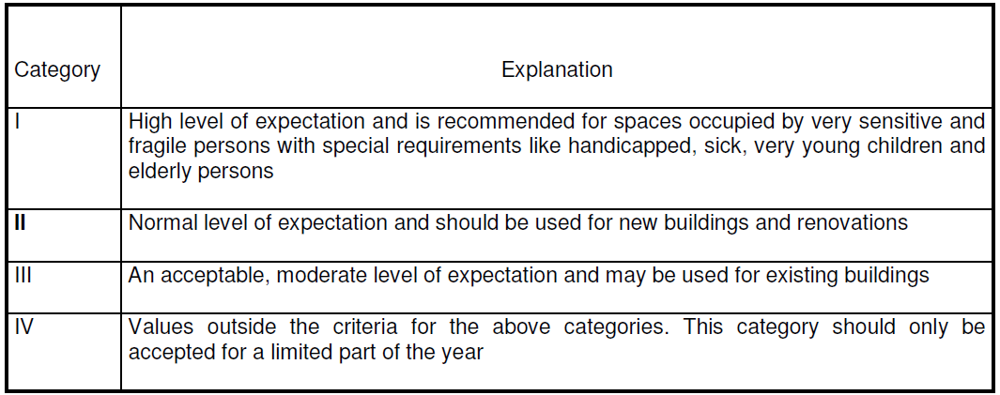 Category Explanation
I High level of expectation and is recommended for spaces occupied by very sensitive and
fragile persons with special requirements like handicapped, sick, very young children and
elderly persons
II Normal level of expectation and should be used for new buildings and renovations
III An acceptable, moderate level of expectation and may be used for existing buildings
IV Values outside the criteria for the above categories. This category should only be
accepted for a limited part of the year